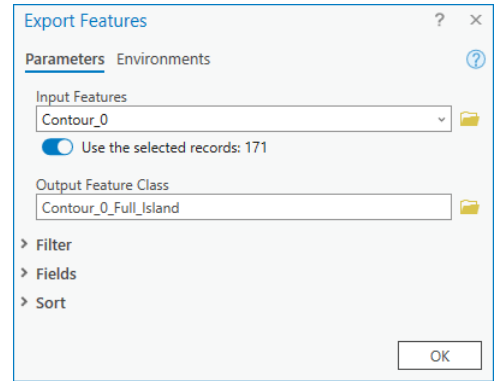 Export Features ? ×
Parameters Environments ?
Input Features
Contour_0
Use the selected records: 171
Output Feature Class
Contour_0_Full_Island
Filter
Fields
Sort
OK